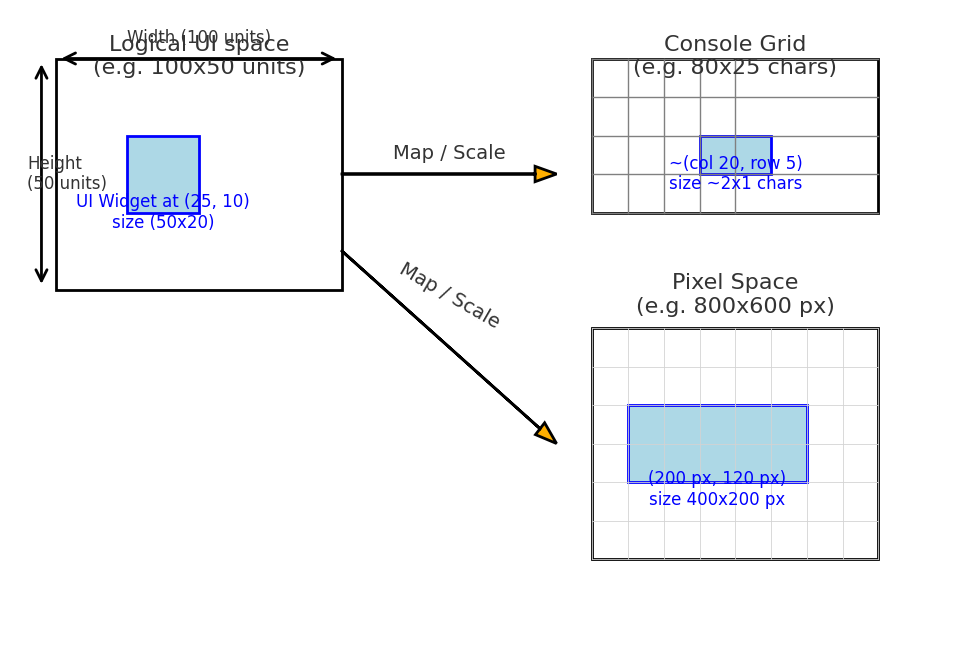 Width (100 units)
Logical UI space
(e.g. 100x50 units)
Height
(50 units)
UI Widget at (25, 10)
size (50x20)
Map / Scale
Map / Scale
Console Grid
(e.g. 80x25 chars)
~(col 20, row 5)
size ~2x1 chars
Pixel Space
(e.g. 800x600 px)
(200 px, 120 px)
size 400x200 px